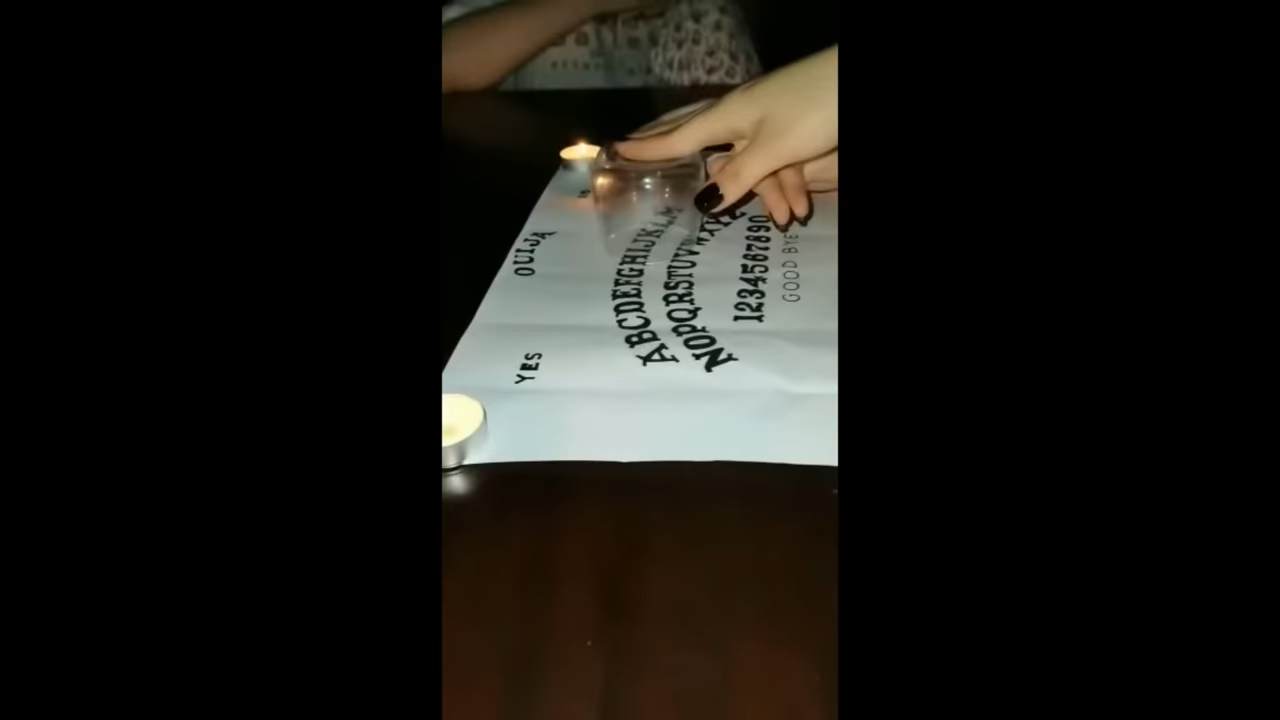 OUIJA
YES
ABCDEFGHIJKLM
NOPQRSTUVWXYZ
1234567890
GOOD BYE